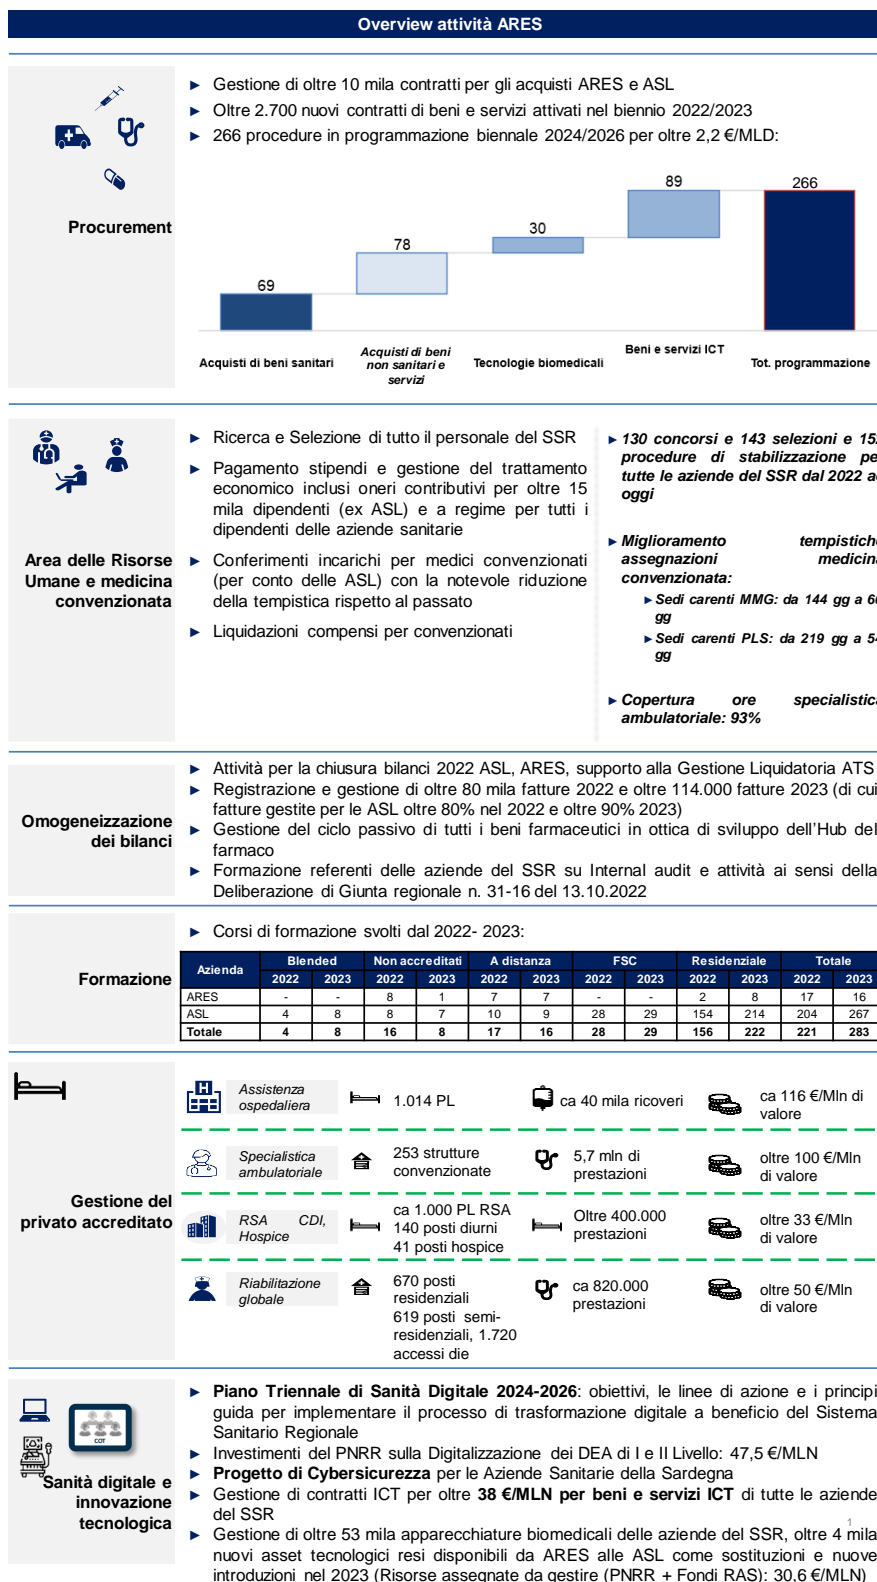 Overview attività ARES
Procurement
► Gestione di oltre 10 mila contratti per gli acquisti ARES e ASL
► Oltre 2.700 nuovi contratti di beni e servizi attivati nel biennio 2022/2023
► 266 procedure in programmazione biennale 2024/2026 per oltre 2,2 €/MLD:
69
78
30
89
266
Acquisti di beni sanitari
Acquisti di beni
non sanitari e
servizi
Tecnologie biomedicali
Beni e servizi ICT
Tot. programmazione
Area delle Risorse
Umane e medicina
convenzionata
► Ricerca e Selezione di tutto il personale del SSR
► Pagamento stipendi e gestione del trattamento
economico inclusi oneri contributivi per oltre 15
mila dipendenti (ex ASL) e a regime per tutti i
dipendenti delle aziende sanitarie
► Conferimenti incarichi per medici convenzionati
(per conto delle ASL) con la notevole riduzione
della tempistica rispetto al passato
► Liquidazioni compensi per convenzionati
► 130 concorsi e 143 selezioni e
procedure di stabilizzazione
tutte le aziende del SSR dal 2022
oggi
► Miglioramento tempistiche
assegnazioni medicina
convenzionata:
► Sedi carenti MMG: da 144 gg a
gg
► Sedi carenti PLS: da 219 gg a
gg
► Copertura ore specialistica
ambulatoriale: 93%
Omogeneizzazione
dei bilanci
► Attività per la chiusura bilanci 2022 ASL, ARES, supporto alla Gestione Liquidatoria ATS
► Registrazione e gestione di oltre 80 mila fatture 2022 e oltre 114.000 fatture 2023 (di cui
fatture gestite per le ASL oltre 80% nel 2022 e oltre 90% 2023)
► Gestione del ciclo passivo di tutti i beni farmaceutici in ottica di sviluppo dell'Hub del
farmaco
► Formazione referenti delle aziende del SSR su Internal audit e attività ai sensi della
Deliberazione di Giunta regionale n. 31-16 del 13.10.2022
Formazione
► Corsi di formazione svolti dal 2022- 2023:
Azienda Blended Non accreditati A distanza FSC Residenziale Totale
2022 2023 2022 2023 2022 2023 2022 2023 2022 2023 2022 2023
ARES - - 8 1 7 7 - - 2 8 17 16
ASL 4 8 8 7 10 9 28 29 154 214 204 267
Totale 4 8 16 8 17 16 28 29 156 222 221 283
Gestione del
privato accreditato
Assistenza
ospedaliera
1.014 PL
ca 40 mila ricoveri
ca 116 €/Mln di
valore
Specialistica
ambulatoriale
253 strutture
convenzionate
5,7 mln di
prestazioni
oltre 100 €/Mln
di valore
RSA CDI,
Hospice
ca 1.000 PL RSA
140 posti diurni
41 posti hospice
Oltre 400.000
prestazioni
oltre 33 €/Mln
di valore
Riabilitazione
globale
670 posti
residenziali
619 posti semi-
residenziali, 1.720
accessi die
ca 820.000
prestazioni
oltre 50 €/Mln
di valore
COT
Sanità digitale e
innovazione
tecnologica
► Piano Triennale di Sanità Digitale 2024-2026: obiettivi, le linee di azione e i principi
guida per implementare il processo di trasformazione digitale a beneficio del Sistema
Sanitario Regionale
► Investimenti del PNRR sulla Digitalizzazione dei DEA di I e II Livello: 47,5 €/MLN
► Progetto di Cybersicurezza per le Aziende Sanitarie della Sardegna
► Gestione di contratti ICT per oltre 38 €/MLN per beni e servizi ICT di tutte le aziende
del SSR
1
► Gestione di oltre 53 mila apparecchiature biomedicali delle aziende del SSR, oltre 4 mila
nuovi asset tecnologici resi disponibili da ARES alle ASL come sostituzioni e nuove
introduzioni nel 2023 (Risorse assegnate da gestire (PNRR + Fondi RAS): 30,6 €/MLN)